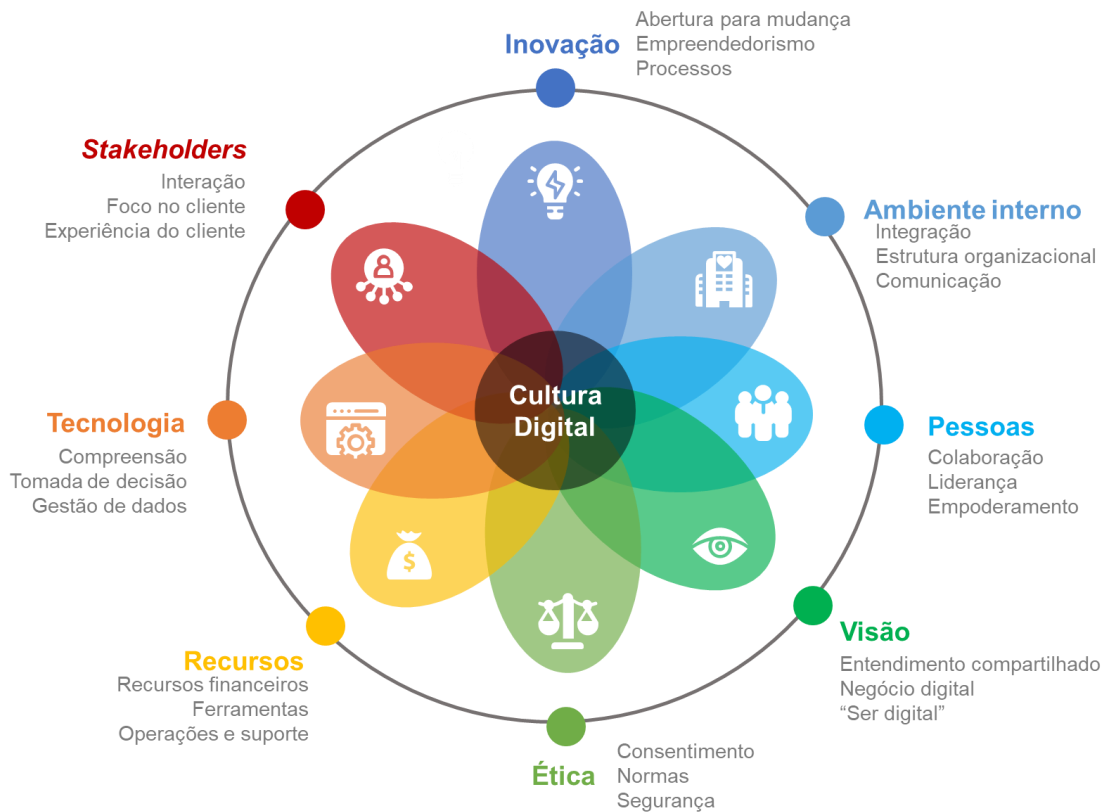 Inovação
Abertura para mudança
Empreendedorismo
Processos
Ambiente interno
Integração
Estrutura organizacional
Comunicação
Pessoas
Colaboração
Liderança
Empoderamento
Visão
Entendimento compartilhado
Negócio digital
“Ser digital”
Ética
Consentimento
Normas
Segurança
Recursos
Recursos financeiros
Ferramentas
Operações e suporte
Tecnologia
Compreensão
Tomada de decisão
Gestão de dados
Stakeholders
Interação
Foco no cliente
Experiência do cliente
Cultura
Digital
$